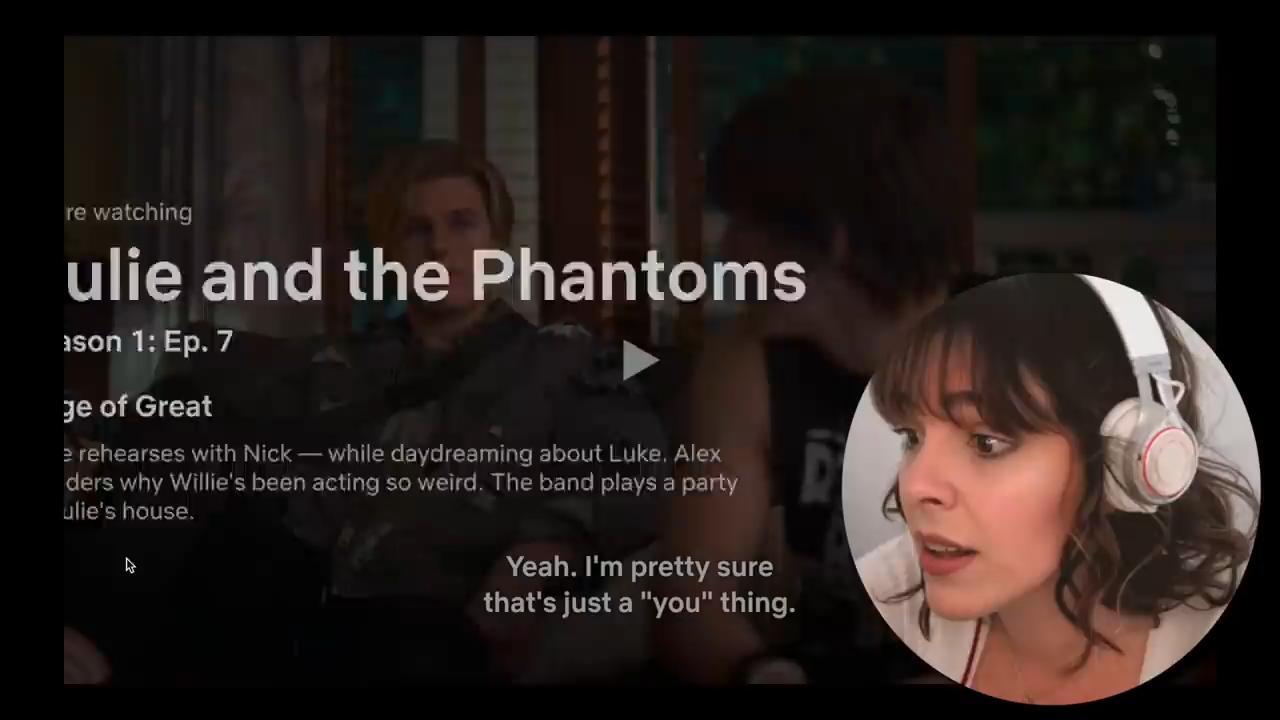 re watching
ulie and the Phantoms
ason 1: Ep. 7
ge of Great
e rehearses with Nick — while daydreaming about Luke. Alex
ders why Willie's been acting so weird. The band plays a party
ulie's house.
Yeah. I'm pretty sure
that's just a "you" thing.